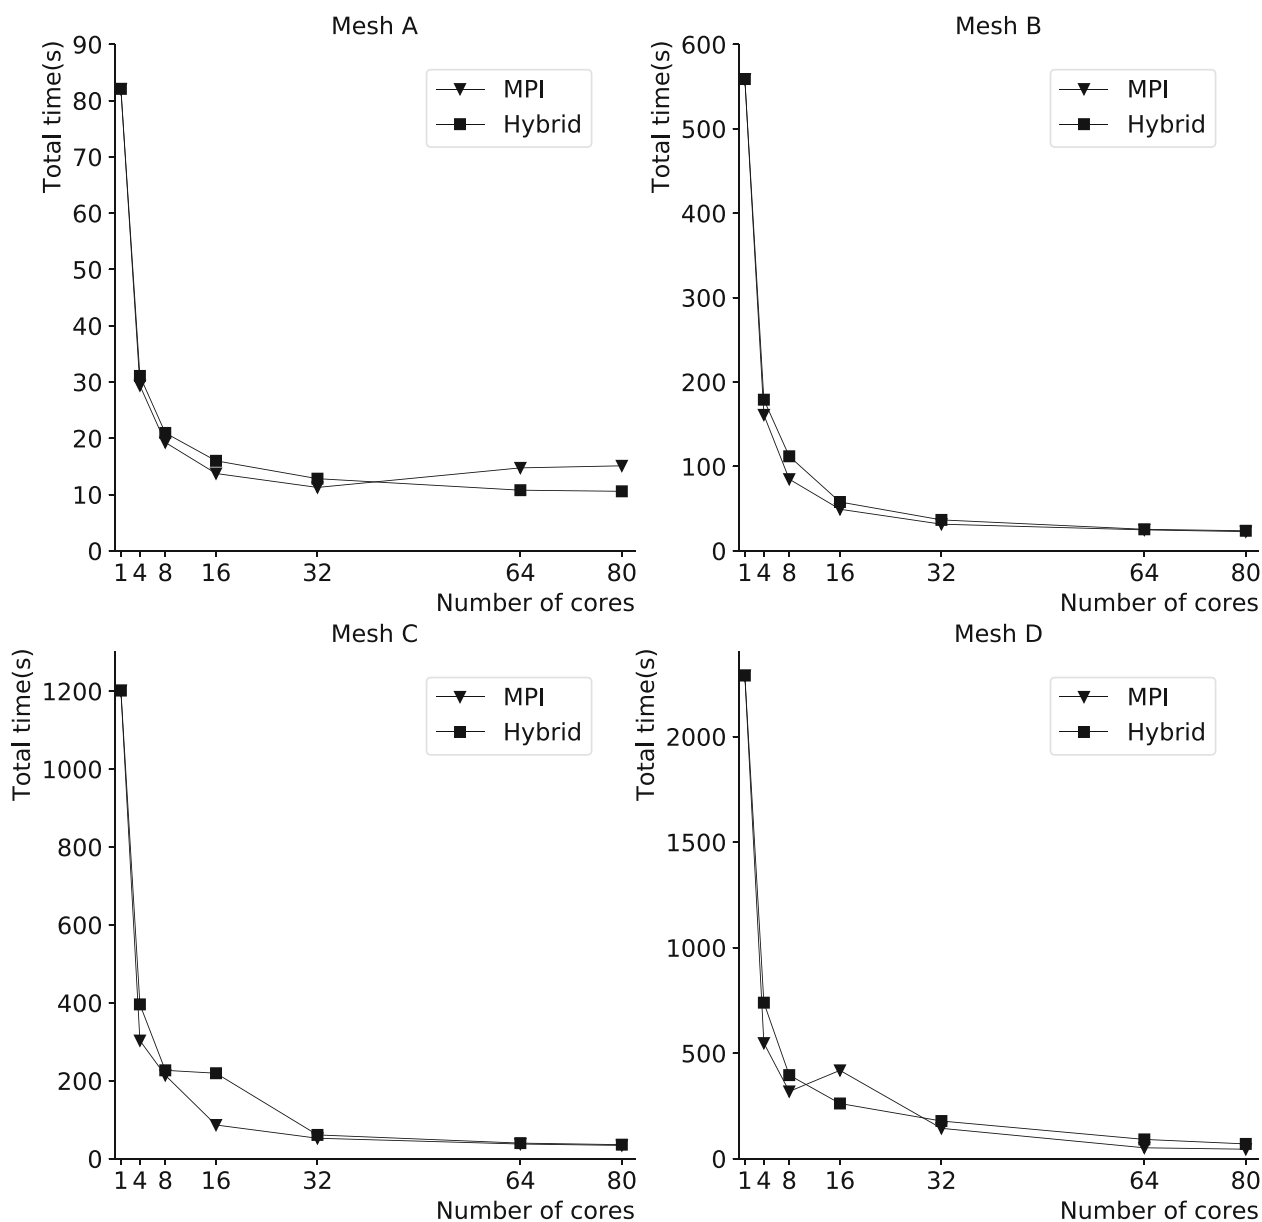 Mesh A
Total time(s)
90
80
70
60
50
40
30
20
10
0
MPI
Hybrid
1 4 8 16 32 64 80
Number of cores
Mesh B
Total time(s)
600
500
400
300
200
100
0
MPI
Hybrid
1 4 8 16 32 64 80
Number of cores
Mesh C
Total time(s)
1200
1000
800
600
400
200
0
MPI
Hybrid
1 4 8 16 32 64 80
Number of cores
Mesh D
Total time(s)
2000
1500
1000
500
0
MPI
Hybrid
1 4 8 16 32 64 80
Number of cores